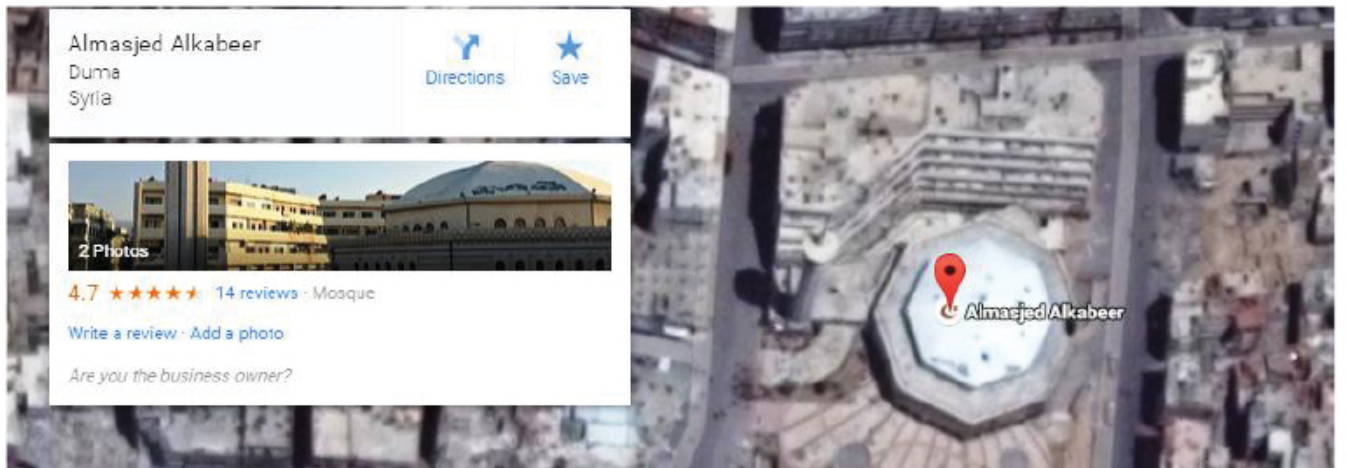 Almasjed Alkabeer
Duma
Syria
Directions
Save
2 Photos
4.7
14 reviews · Mosque
Write a review · Add a photo
Are you the business owner?
Almasjed Alkabeer